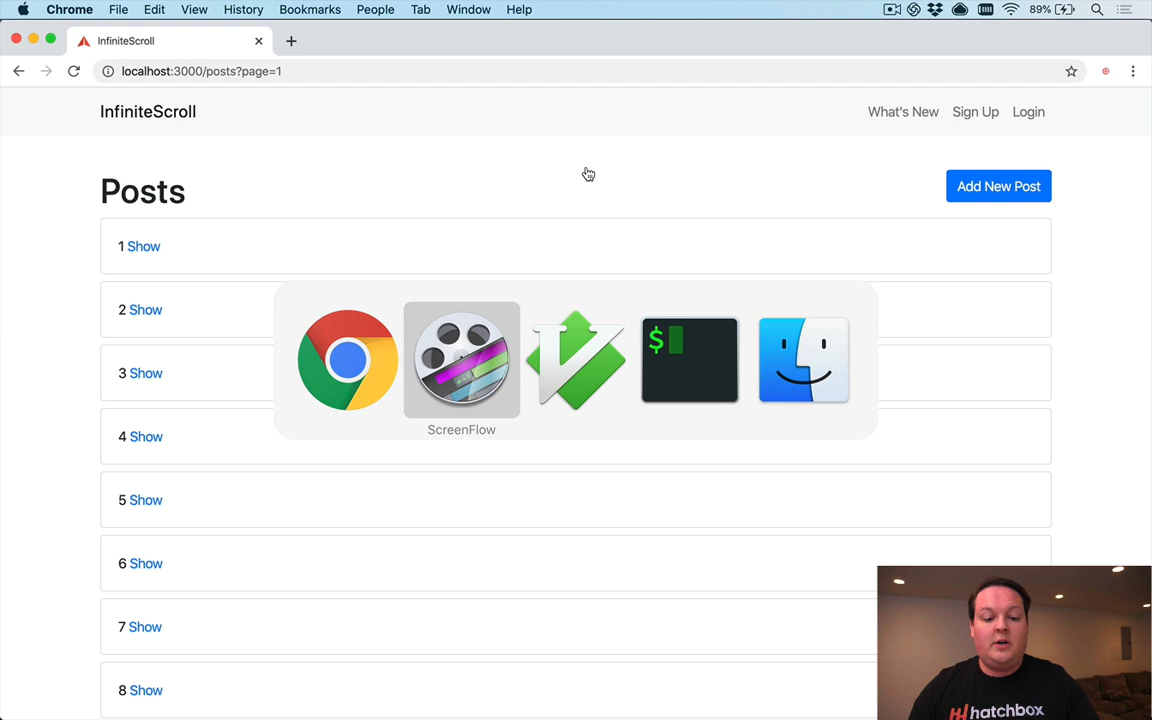 Chrome File Edit View History Bookmarks People Tab Window Help 89%
InfiniteScroll
localhost:3000/posts?page=1
InfiniteScroll What's New Sign Up Login
Posts Add New Post
1 Show
2 Show
3 Show
$
ScreenFlow
4 Show
5 Show
6 Show
7 Show
8 Show
hatchbox